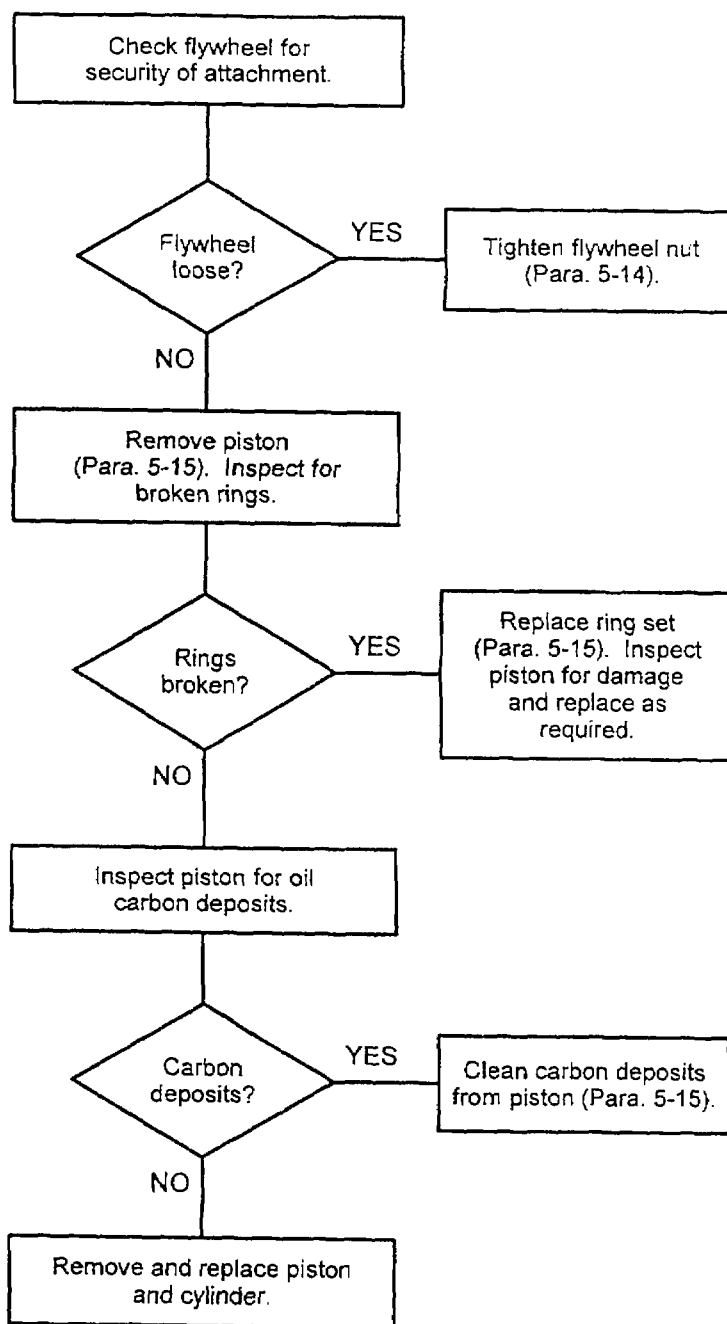 Check flywheel for
security of attachment.
Flywheel
loose?
YES
Tighten flywheel nut
(Para. 5-14).
NO
Remove piston
(Para. 5-15). Inspect for
broken rings.
Rings
broken?
YES
Replace ring set
(Para. 5-15). Inspect
piston for damage
and replace as
required.
NO
Inspect piston for oil
carbon deposits.
Carbon
deposits?
YES
Clean carbon deposits
from piston (Para. 5-15).
NO
Remove and replace piston
and cylinder.